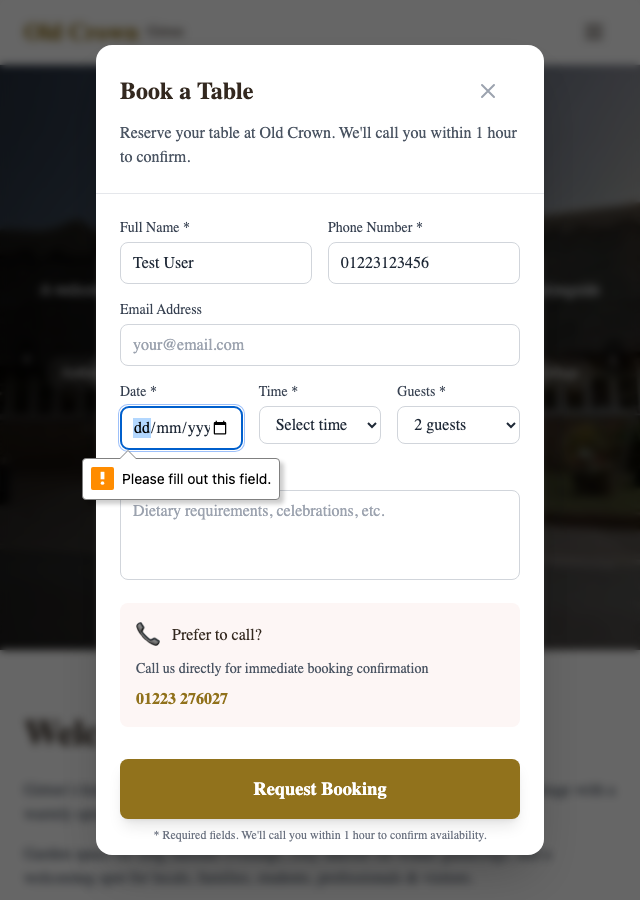 Old Crown
Book a Table
Reserve your table at Old Crown. We'll call you within 1 hour
to confirm.
Full Name * Phone Number *
Test User 01223123456
Email Address
your@email.com
Date * Time * Guests *
dd/mm/yyy Select time 2 guests
Please fill out this field.
Dietary requirements, celebrations, etc.
Prefer to call?
Call us directly for immediate booking confirmation
01223 276027
Request Booking
* Required fields. We'll call you within 1 hour to confirm availability.